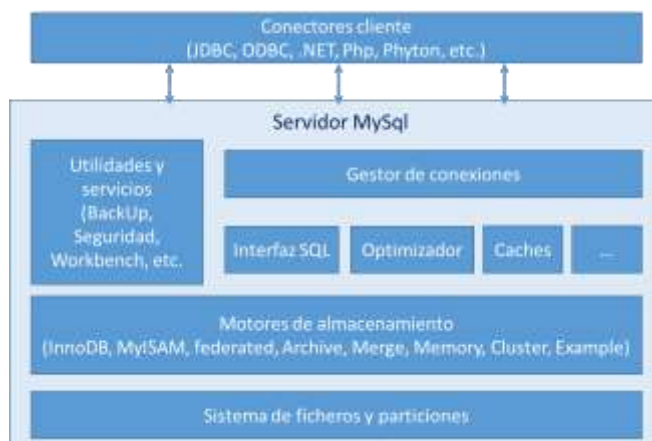 Conectores cliente
(JDBC, ODBC, .NET, Php, Phyton, etc.)
Servidor MySql
Utilidades y
servicios
(BackUp,
Seguridad,
Workbench, etc.
Gestor de conexiones
Interfaz SQL
Optimizador
Caches
...
Motores de almacenamiento
(InnoDB, MyISAM, federated, Archive, Merge, Memory, Cluster, Example)
Sistema de ficheros y particiones